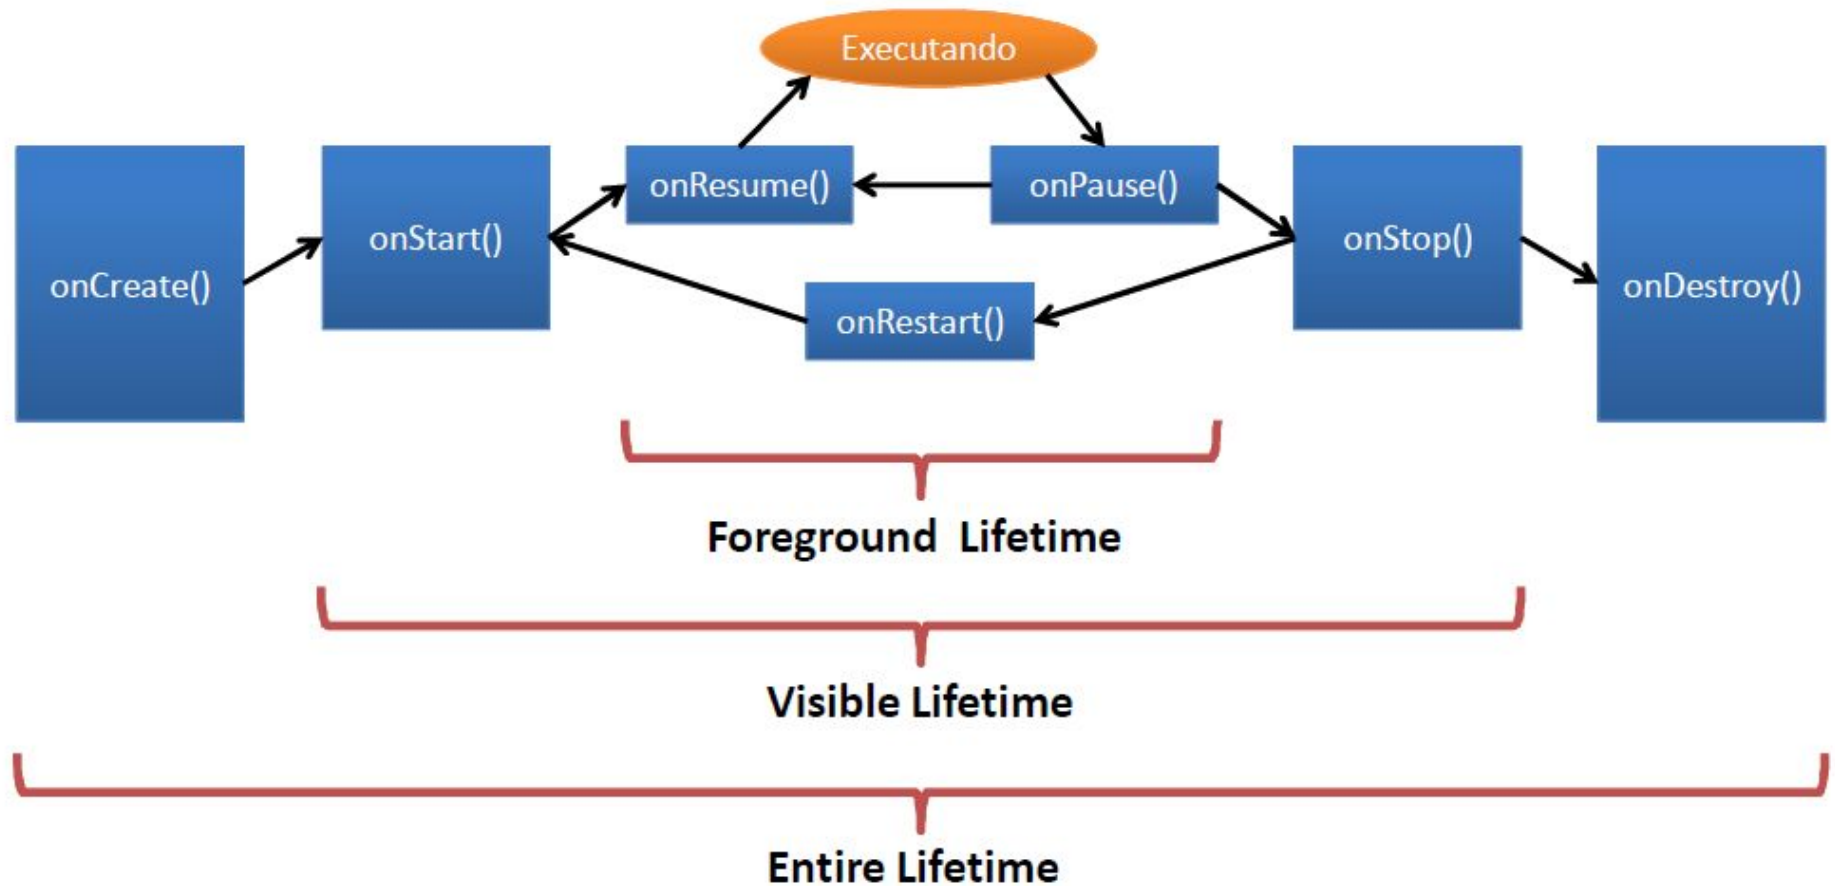 Executando
onCreate()
onStart()
onResume()
onPause()
onStop()
onDestroy()
onRestart()
Foreground Lifetime
Visible Lifetime
Entire Lifetime